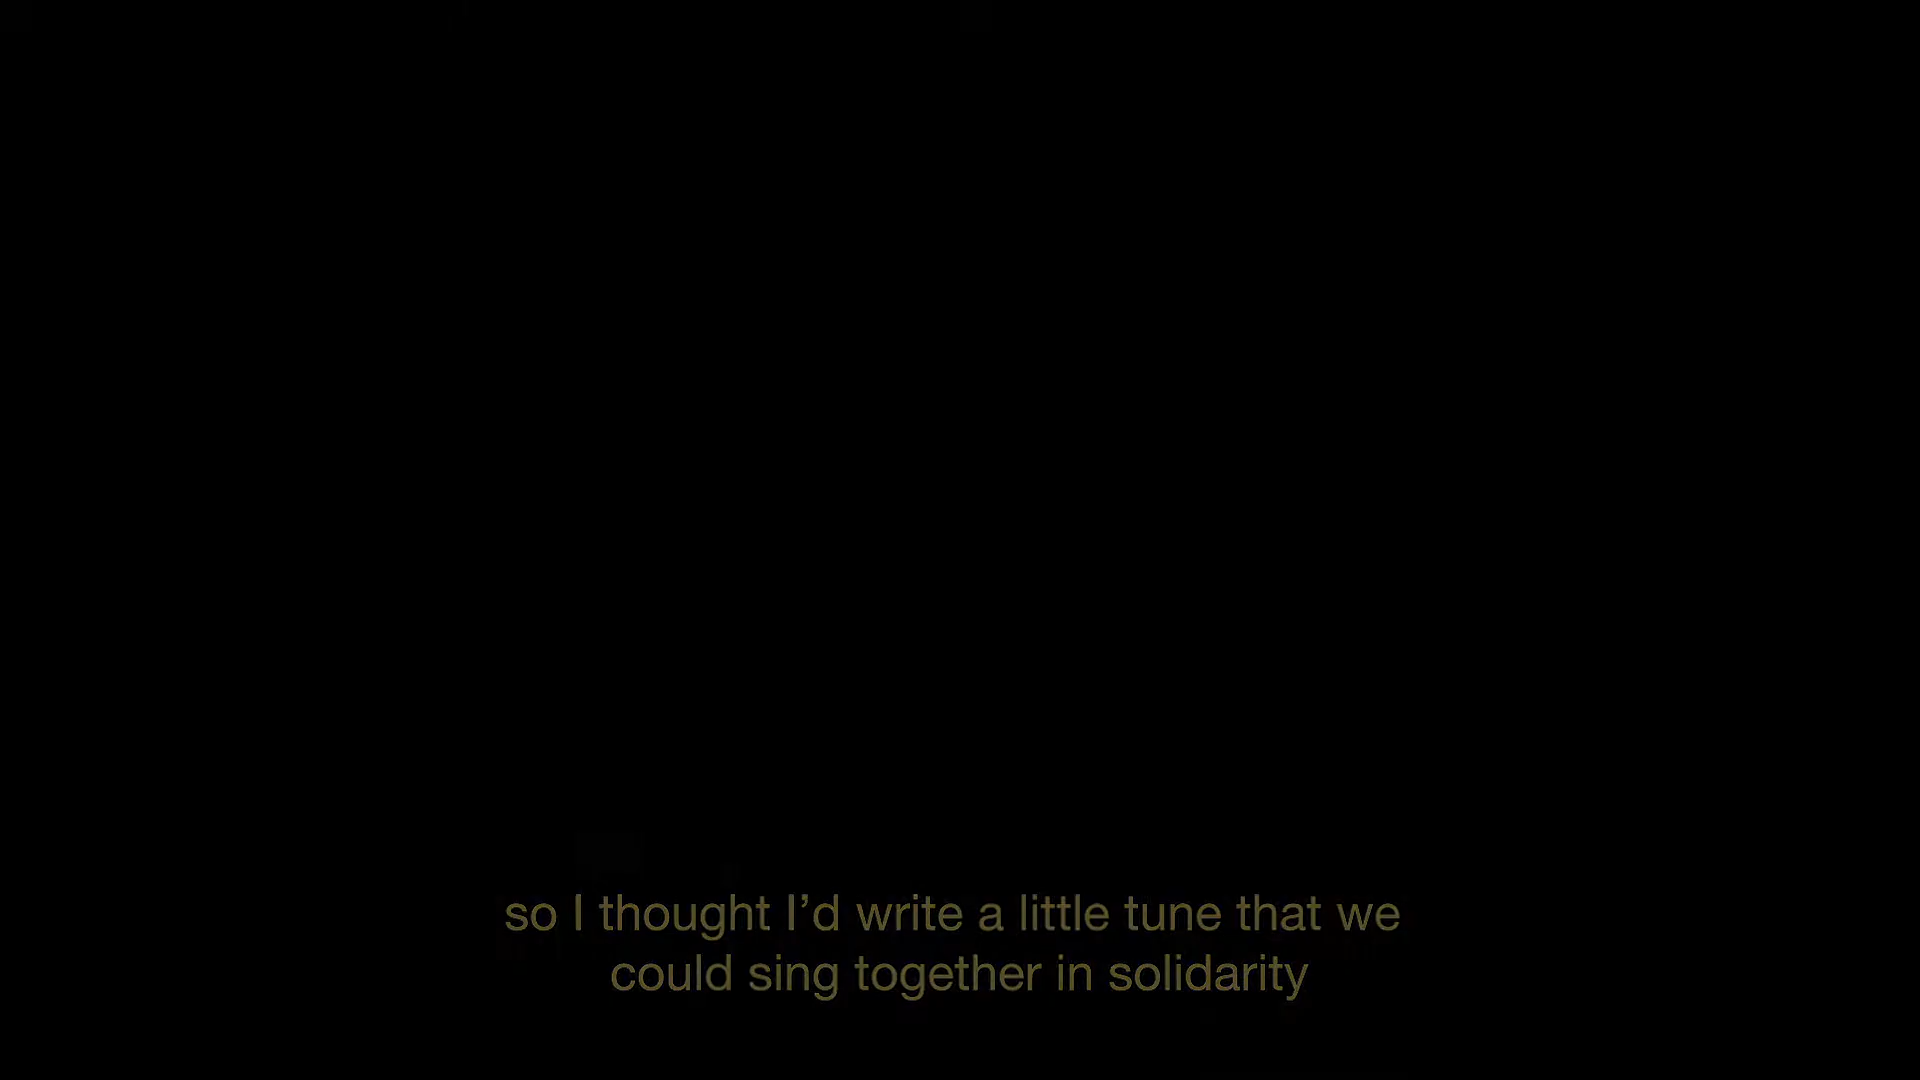 so I thought I’d write a little tune that we
could sing together in solidarity